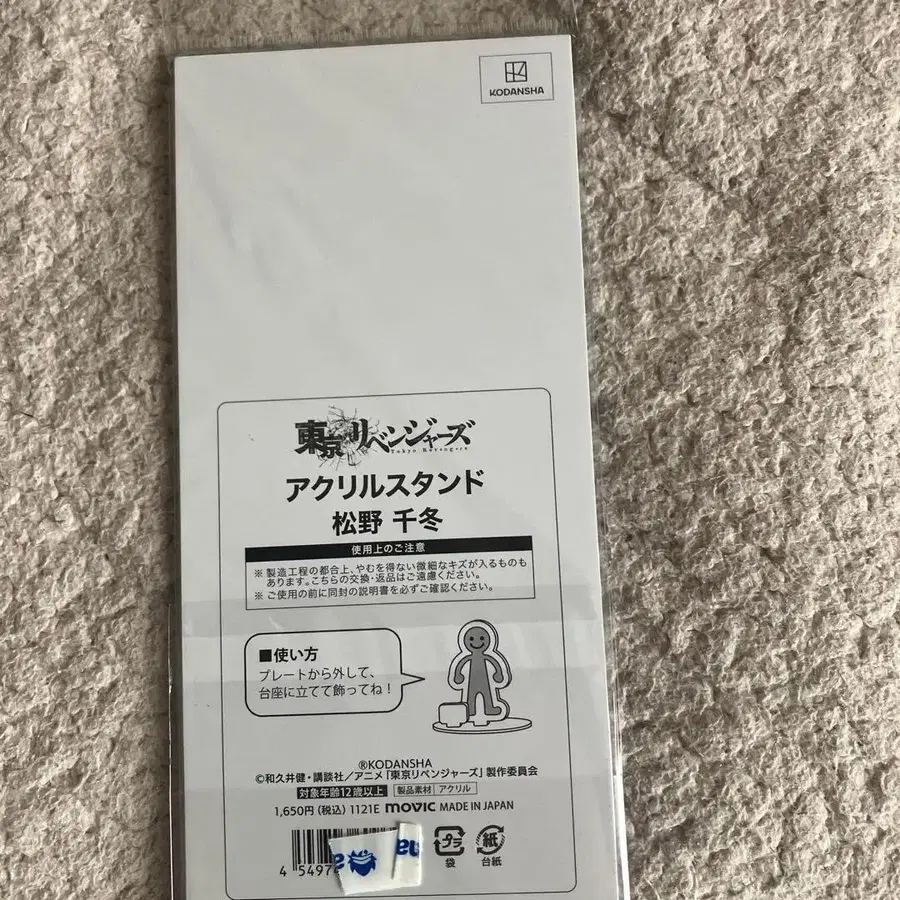 KODANSHA
東京リベンジャーズ
Tokyo Revengers
アクリルスタンド
松野 千冬
使用上のご注意
※ 製造工程の都合上、やむを得ない微細なキズが入るものも
あります。こちらの交換・返品はご遠慮ください。
※ ご使用の前に同封の説明書を必ずご確認ください。
■使い方
プレートから外して、
台座に立てて飾ってね！
®KODANSHA
©和久井健・講談社／アニメ「東京リベンジャーズ」製作委員会
対象年齢12歳以上 製品素材 アクリル
1,650円（税込） 1121E movic MADE IN JAPAN
プラ 紙
袋 台紙
4 5497